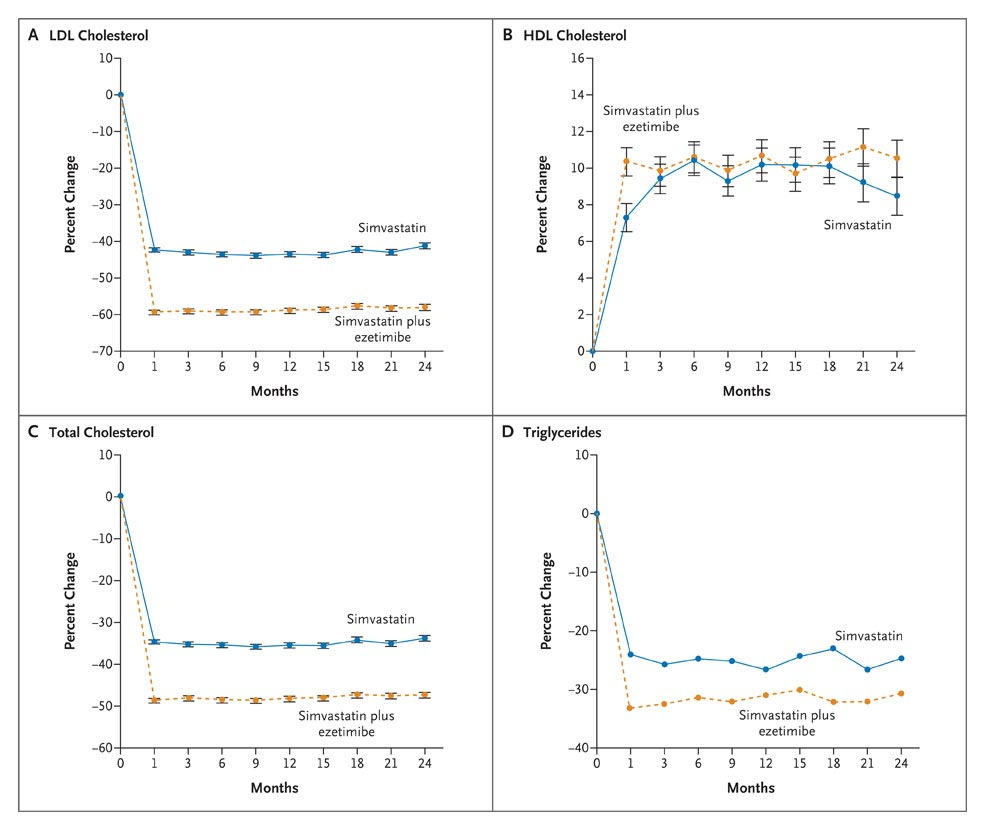 A LDL Cholesterol
10
0
−10
−20
−30
−40
−50
−60
−70
Percent Change
Simvastatin
Simvastatin plus
ezetimibe
0 1 3 6 9 12 15 18 21 24
Months
B HDL Cholesterol
16
14
12
10
8
6
4
2
0
Percent Change
Simvastatin plus
ezetimibe
Simvastatin
0 1 3 6 9 12 15 18 21 24
Months
C Total Cholesterol
10
0
−10
−20
−30
−40
−50
−60
Percent Change
Simvastatin
Simvastatin plus
ezetimibe
0 1 3 6 9 12 15 18 21 24
Months
D Triglycerides
10
0
−10
−20
−30
−40
Percent Change
Simvastatin
Simvastatin plus
ezetimibe
0 1 3 6 9 12 15 18 21 24
Months